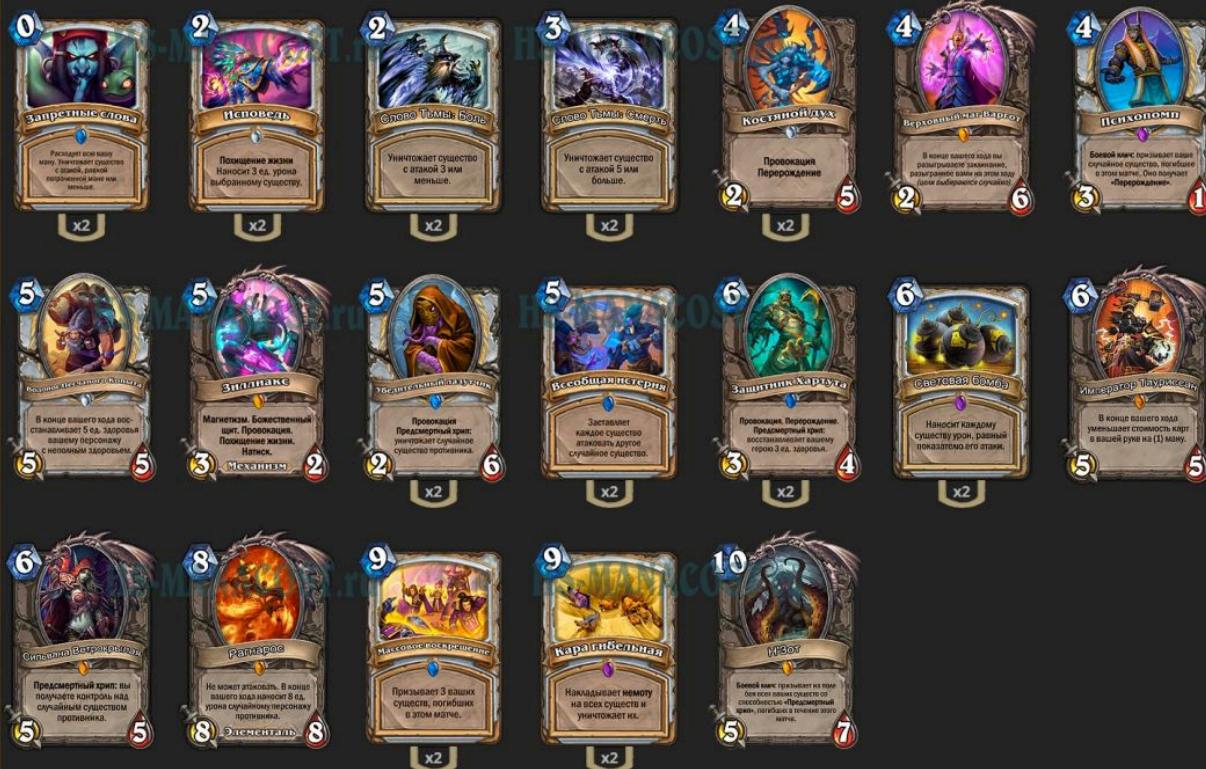 0
Запретные слова
Расходует всю вашу
ману. Уничтожает существо
с атакой, равной
потраченной мане или
меньше.
x2
2
Исповедь
Похищение жизни
Наносит 3 ед. урона
выбранному существу.
x2
2
Слово Тьмы: Боль
Уничтожает существо
с атакой 3 или
меньше.
x2
3
Слово Тьмы: Смерть
Уничтожает существо
с атакой 5 или
больше.
x2
4
Костяной дух
Провокация
Перерождение
2
5
x2
4
Верховный маг Варгот
В конце вашего хода вы
разыгрываете заклинание,
разыгранное вами на этом ходу
(цели выбираются случайно)
2
6
4
Психопомп
Боевой клич: призывает ваше
случайное существо, погибшее
в этом матче. Оно получает
«Перерождение».
3
1
5
В конце вашего хода вос-
станавливает 5 ед. здоровья
вашему персонажу
с неполным здоровьем.
5
5
5
Зиллиакс
Магнетизм. Божественный
щит. Провокация.
Похищение жизни.
Натиск.
3
Механизм
2
5
Убедительный лазутчик
Провокация
Предсмертный хрип:
уничтожает случайное
существо противника.
2
6
x2
5
Всеобщая истерия
Заставляет
каждое существо
атаковать другое
случайное существо.
x2
6
Защитник Хартута
Провокация. Перерождение.
Предсмертный хрип:
восстанавливает вашему
герою 3 ед. здоровья.
3
4
x2
6
Световая бомба
Наносит каждому
существу урон, равный
показателю его атаки.
x2
6
Император Тауриссан
В конце вашего хода
уменьшает стоимость карт
в вашей руке на (1) ману.
5
5
6
Сильвана Ветрокрылая
Предсмертный хрип: вы
получаете контроль над
случайным существом
противника.
5
5
8
Рагнарос
Не может атаковать. В конце
вашего хода наносит 8 ед.
урона случайному персонажу
противника.
8
Элементаль
8
9
Массовое воскрешение
Призывает 3 ваших
существ, погибших
в этом матче.
x2
9
Кара гибельная
Накладывает немоту
на всех существ и
уничтожает их.
x2
10
Н'Зот
Боевой клич: призывает на поле
боя всех ваших существ со
способностью «Предсмертный
хрип», погибших в течение этого
матча.
5
7